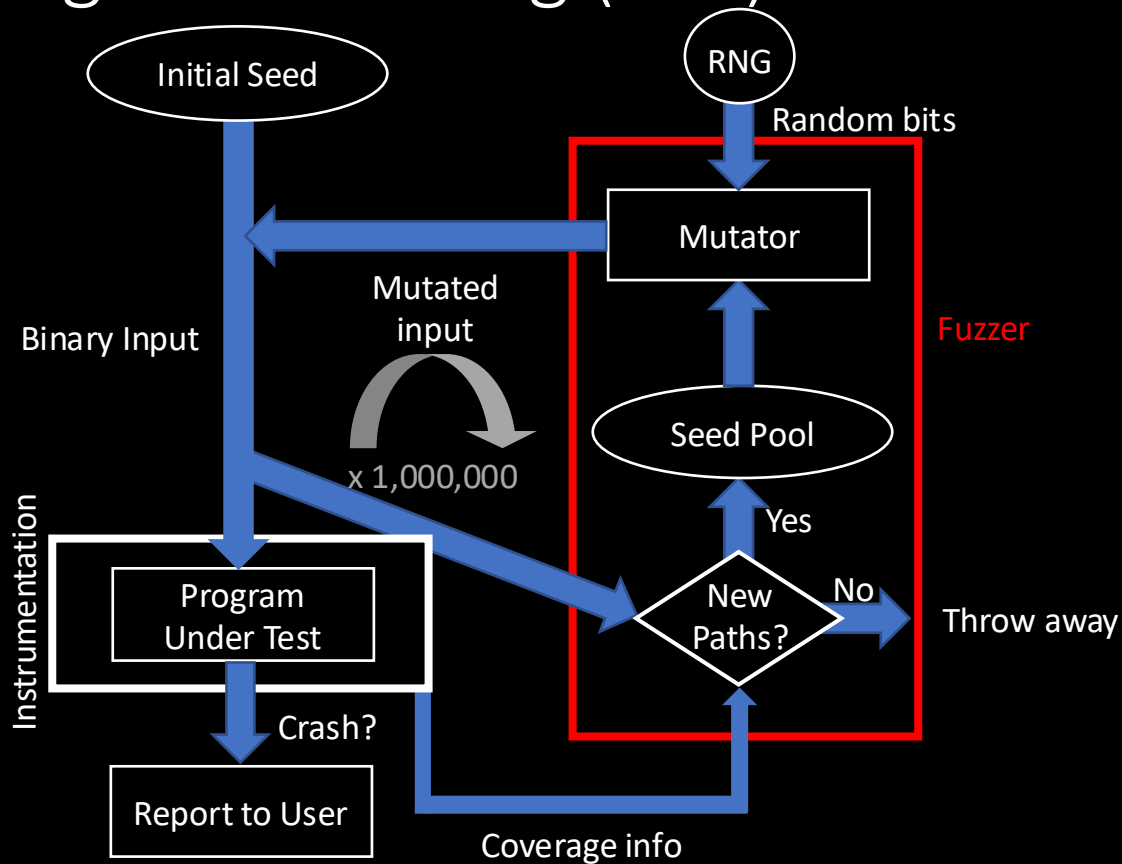 Initial Seed
RNG
Random bits
Mutator
Mutated
input
Binary Input
Fuzzer
Seed Pool
x 1,000,000
Yes
Instrumentation
Program
Under Test
New
Paths?
No
Throw away
Crash?
Report to User
Coverage info